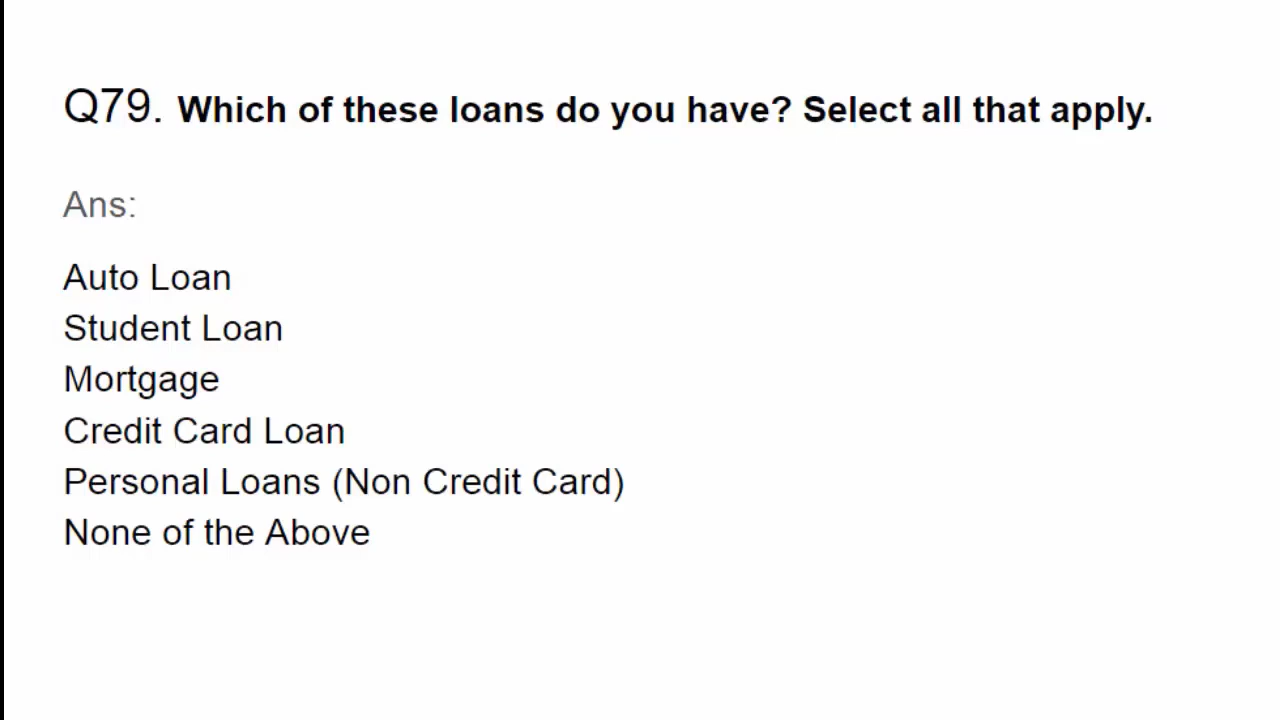 Q79. Which of these loans do you have? Select all that apply.
Ans:
Auto Loan
Student Loan
Mortgage
Credit Card Loan
Personal Loans (Non Credit Card)
None of the Above